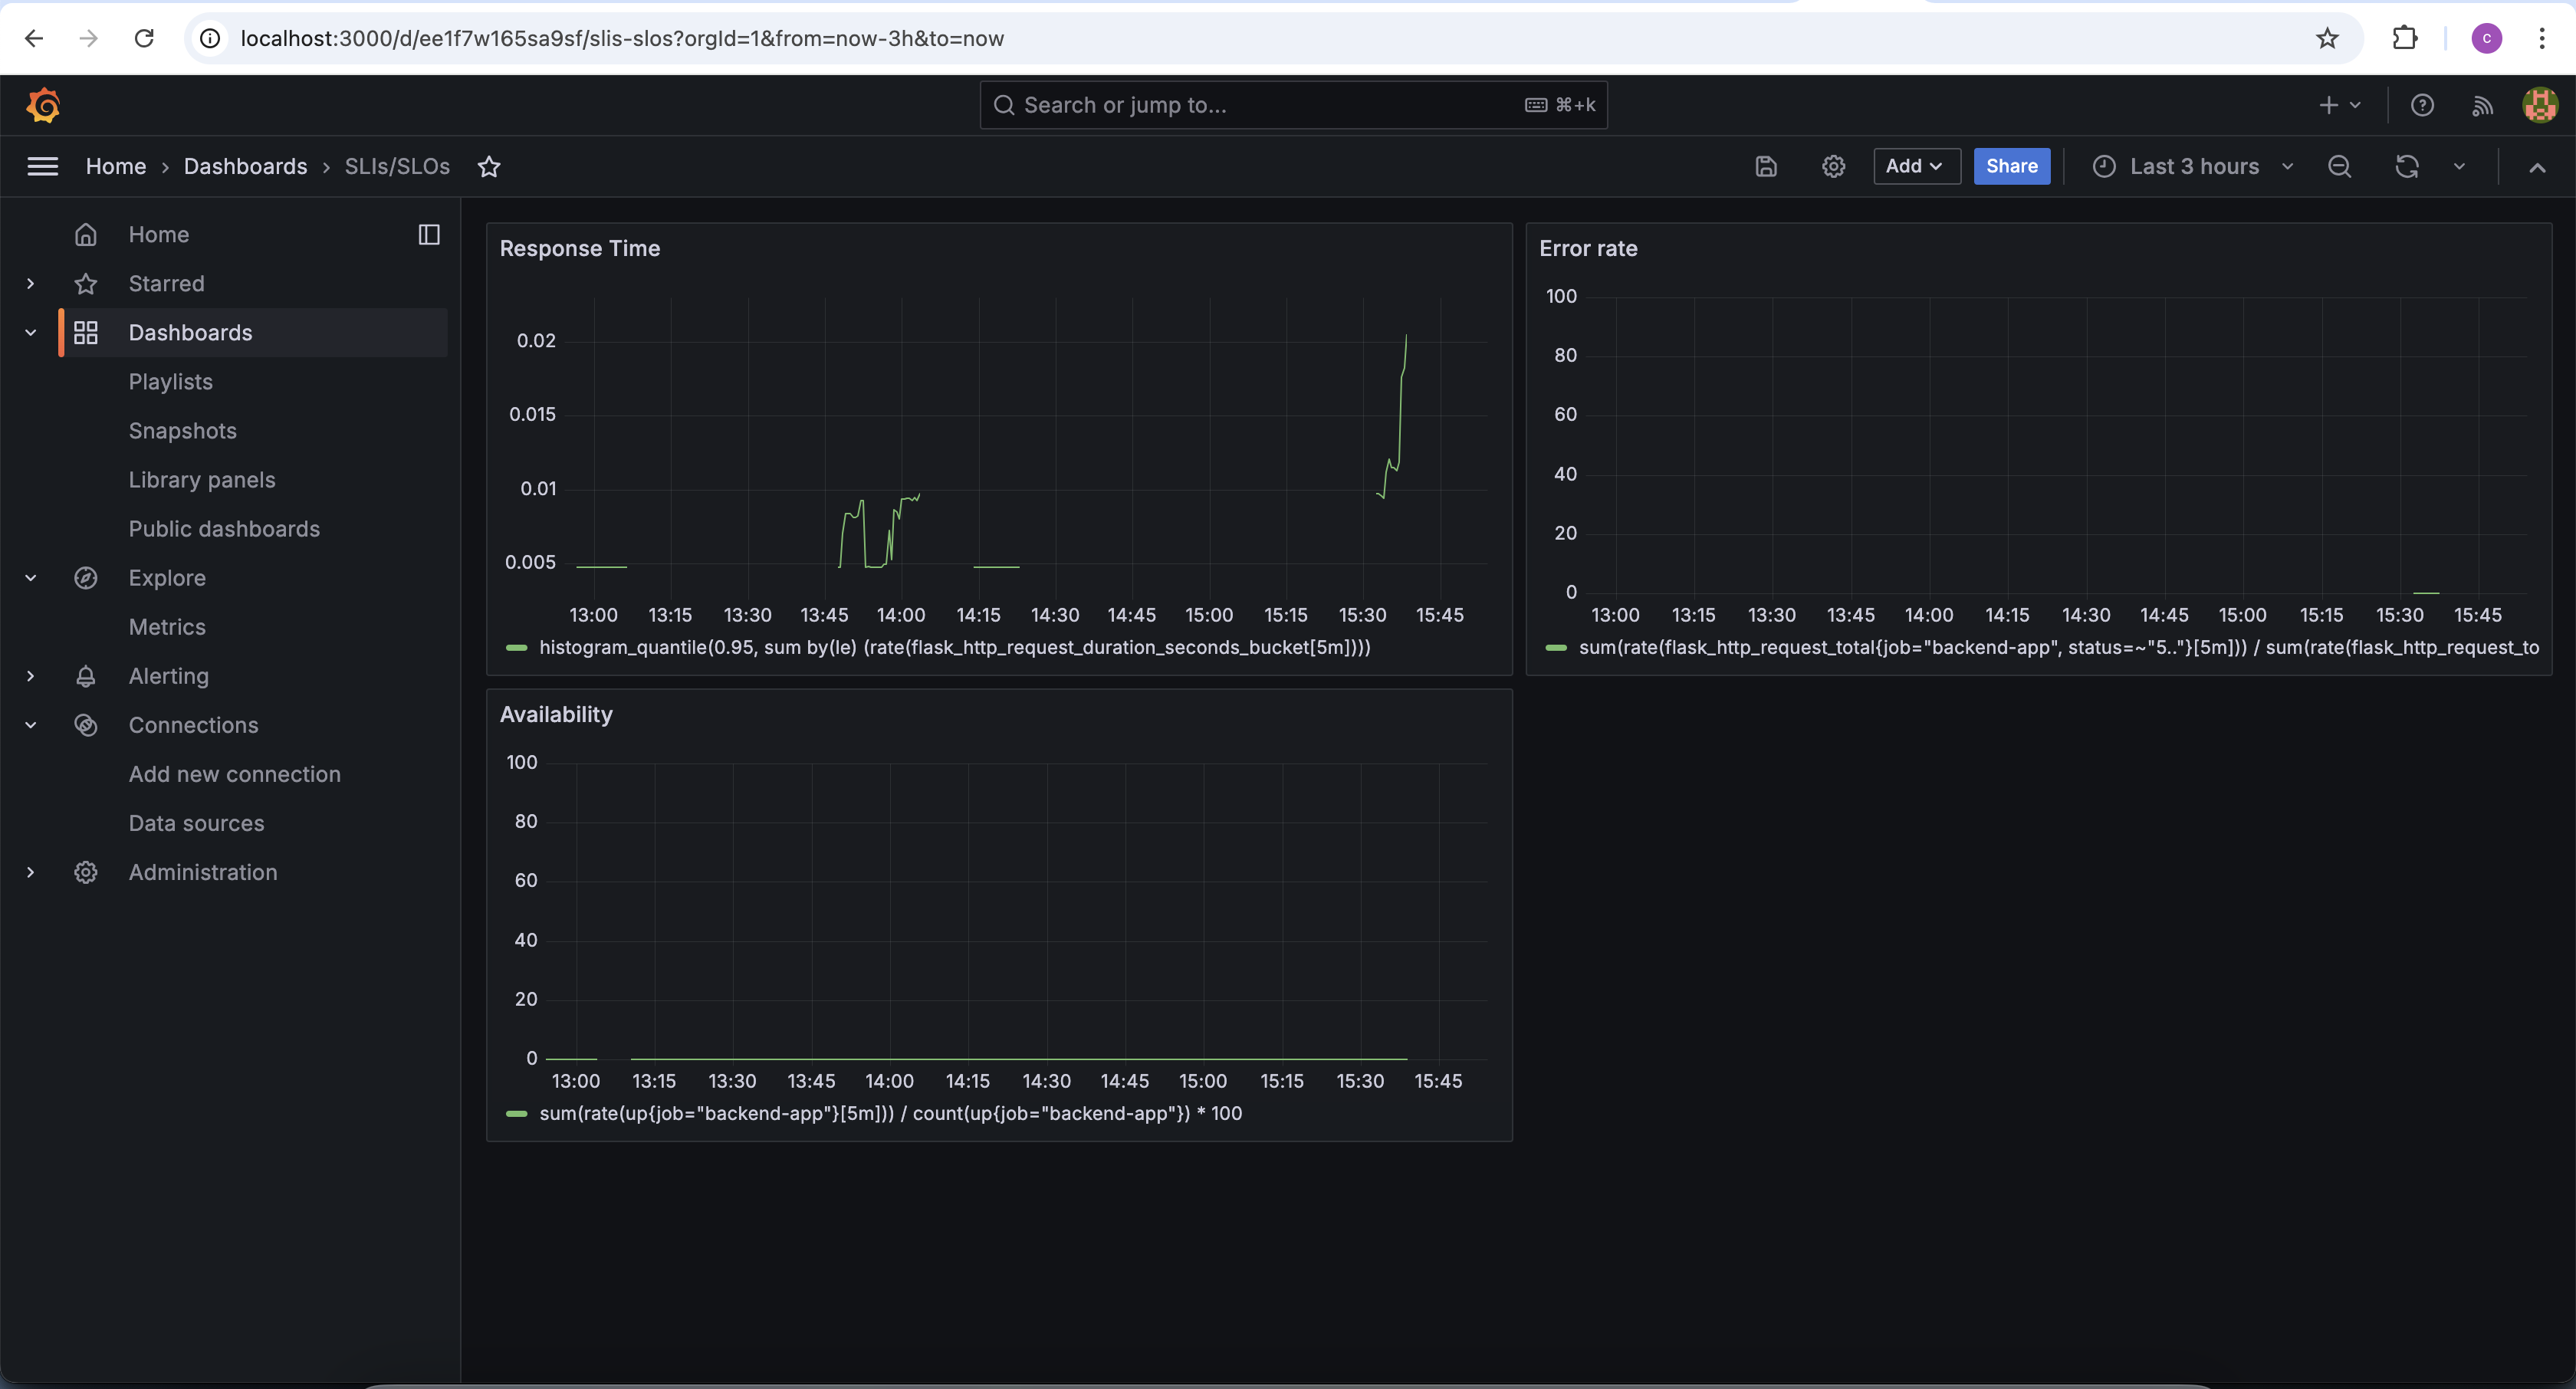 localhost:3000/d/ee1f7w165sa9sf/slis-slos?orgId=1&from=now-3h&to=now
C
Search or jump to...
⌘+k
Home › Dashboards › SLIs/SLOs
Add
Share
Last 3 hours
Home
Starred
Dashboards
Playlists
Snapshots
Library panels
Public dashboards
Explore
Metrics
Alerting
Connections
Add new connection
Data sources
Administration
Response Time
0.02
0.015
0.01
0.005
13:00 13:15 13:30 13:45 14:00 14:15 14:30 14:45 15:00 15:15 15:30 15:45
histogram_quantile(0.95, sum by(le) (rate(flask_http_request_duration_seconds_bucket[5m])))
Error rate
100
80
60
40
20
0
13:00 13:15 13:30 13:45 14:00 14:15 14:30 14:45 15:00 15:15 15:30 15:45
sum(rate(flask_http_request_total{job="backend-app", status=~"5.."}[5m])) / sum(rate(flask_http_request_to
Availability
100
80
60
40
20
0
13:00 13:15 13:30 13:45 14:00 14:15 14:30 14:45 15:00 15:15 15:30 15:45
sum(rate(up{job="backend-app"}[5m])) / count(up{job="backend-app"}) * 100